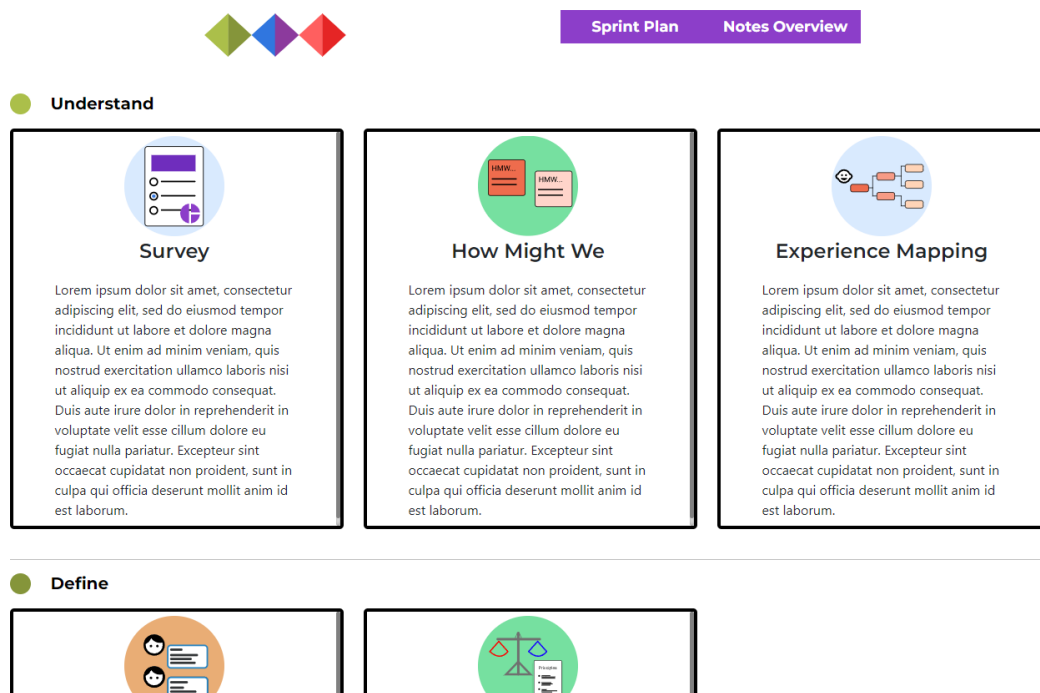 Sprint Plan
Notes Overview
Understand
HMW...
HMW...
Survey
How Might We
Experience Mapping
Lorem ipsum dolor sit amet, consectetur
adipiscing elit, sed do eiusmod tempor
incididunt ut labore et dolore magna
aliqua. Ut enim ad minim veniam, quis
nostrud exercitation ullamco laboris nisi
ut aliquip ex ea commodo consequat.
Duis aute irure dolor in reprehenderit in
voluptate velit esse cillum dolore eu
fugiat nulla pariatur. Excepteur sint
occaecat cupidatat non proident, sunt in
culpa qui officia deserunt mollit anim id
est laborum.
Lorem ipsum dolor sit amet, consectetur
adipiscing elit, sed do eiusmod tempor
incididunt ut labore et dolore magna
aliqua. Ut enim ad minim veniam, quis
nostrud exercitation ullamco laboris nisi
ut aliquip ex ea commodo consequat.
Duis aute irure dolor in reprehenderit in
voluptate velit esse cillum dolore eu
fugiat nulla pariatur. Excepteur sint
occaecat cupidatat non proident, sunt in
culpa qui officia deserunt mollit anim id
est laborum.
Lorem ipsum dolor sit amet, consectetur
adipiscing elit, sed do eiusmod tempor
incididunt ut labore et dolore magna
aliqua. Ut enim ad minim veniam, quis
nostrud exercitation ullamco laboris nisi
ut aliquip ex ea commodo consequat.
Duis aute irure dolor in reprehenderit in
voluptate velit esse cillum dolore eu
fugiat nulla pariatur. Excepteur sint
occaecat cupidatat non proident, sunt in
culpa qui officia deserunt mollit anim id
est laborum.
Define
Principles